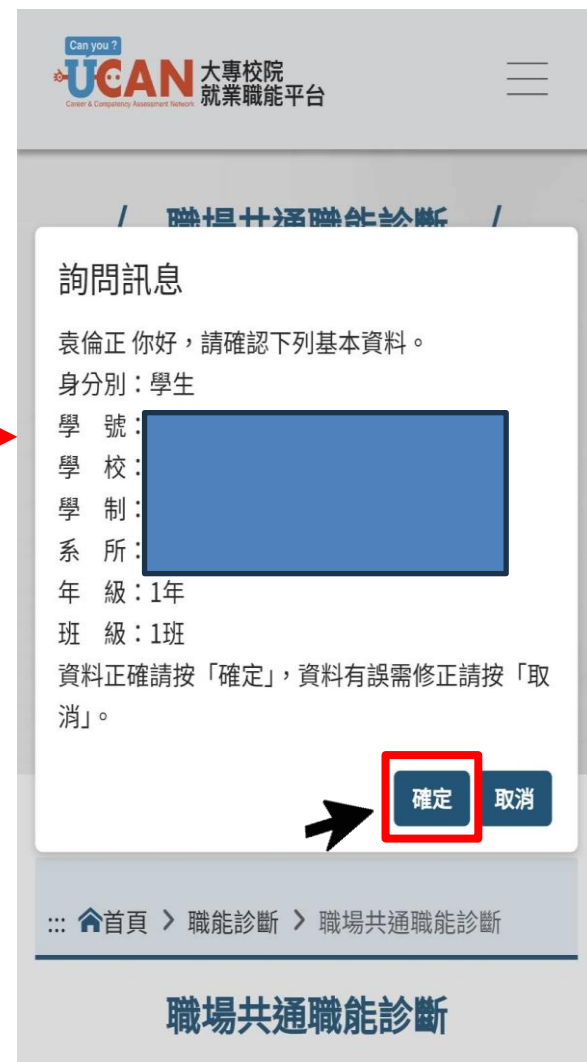 Can you ?
UCAN
Career & Competency Assessment Network
大專校院
就業職能平台
/ 職場共通職能診斷 /
詢問訊息
袁倫正 你好，請確認下列基本資料。
身分別：學生
學　號：
學　校：
學　制：
系　所：
年　級：1年
班　級：1班
資料正確請按「確定」，資料有誤需修正請按「取
消」。
確定 取消
::: 首頁 > 職能診斷 > 職場共通職能診斷
職場共通職能診斷